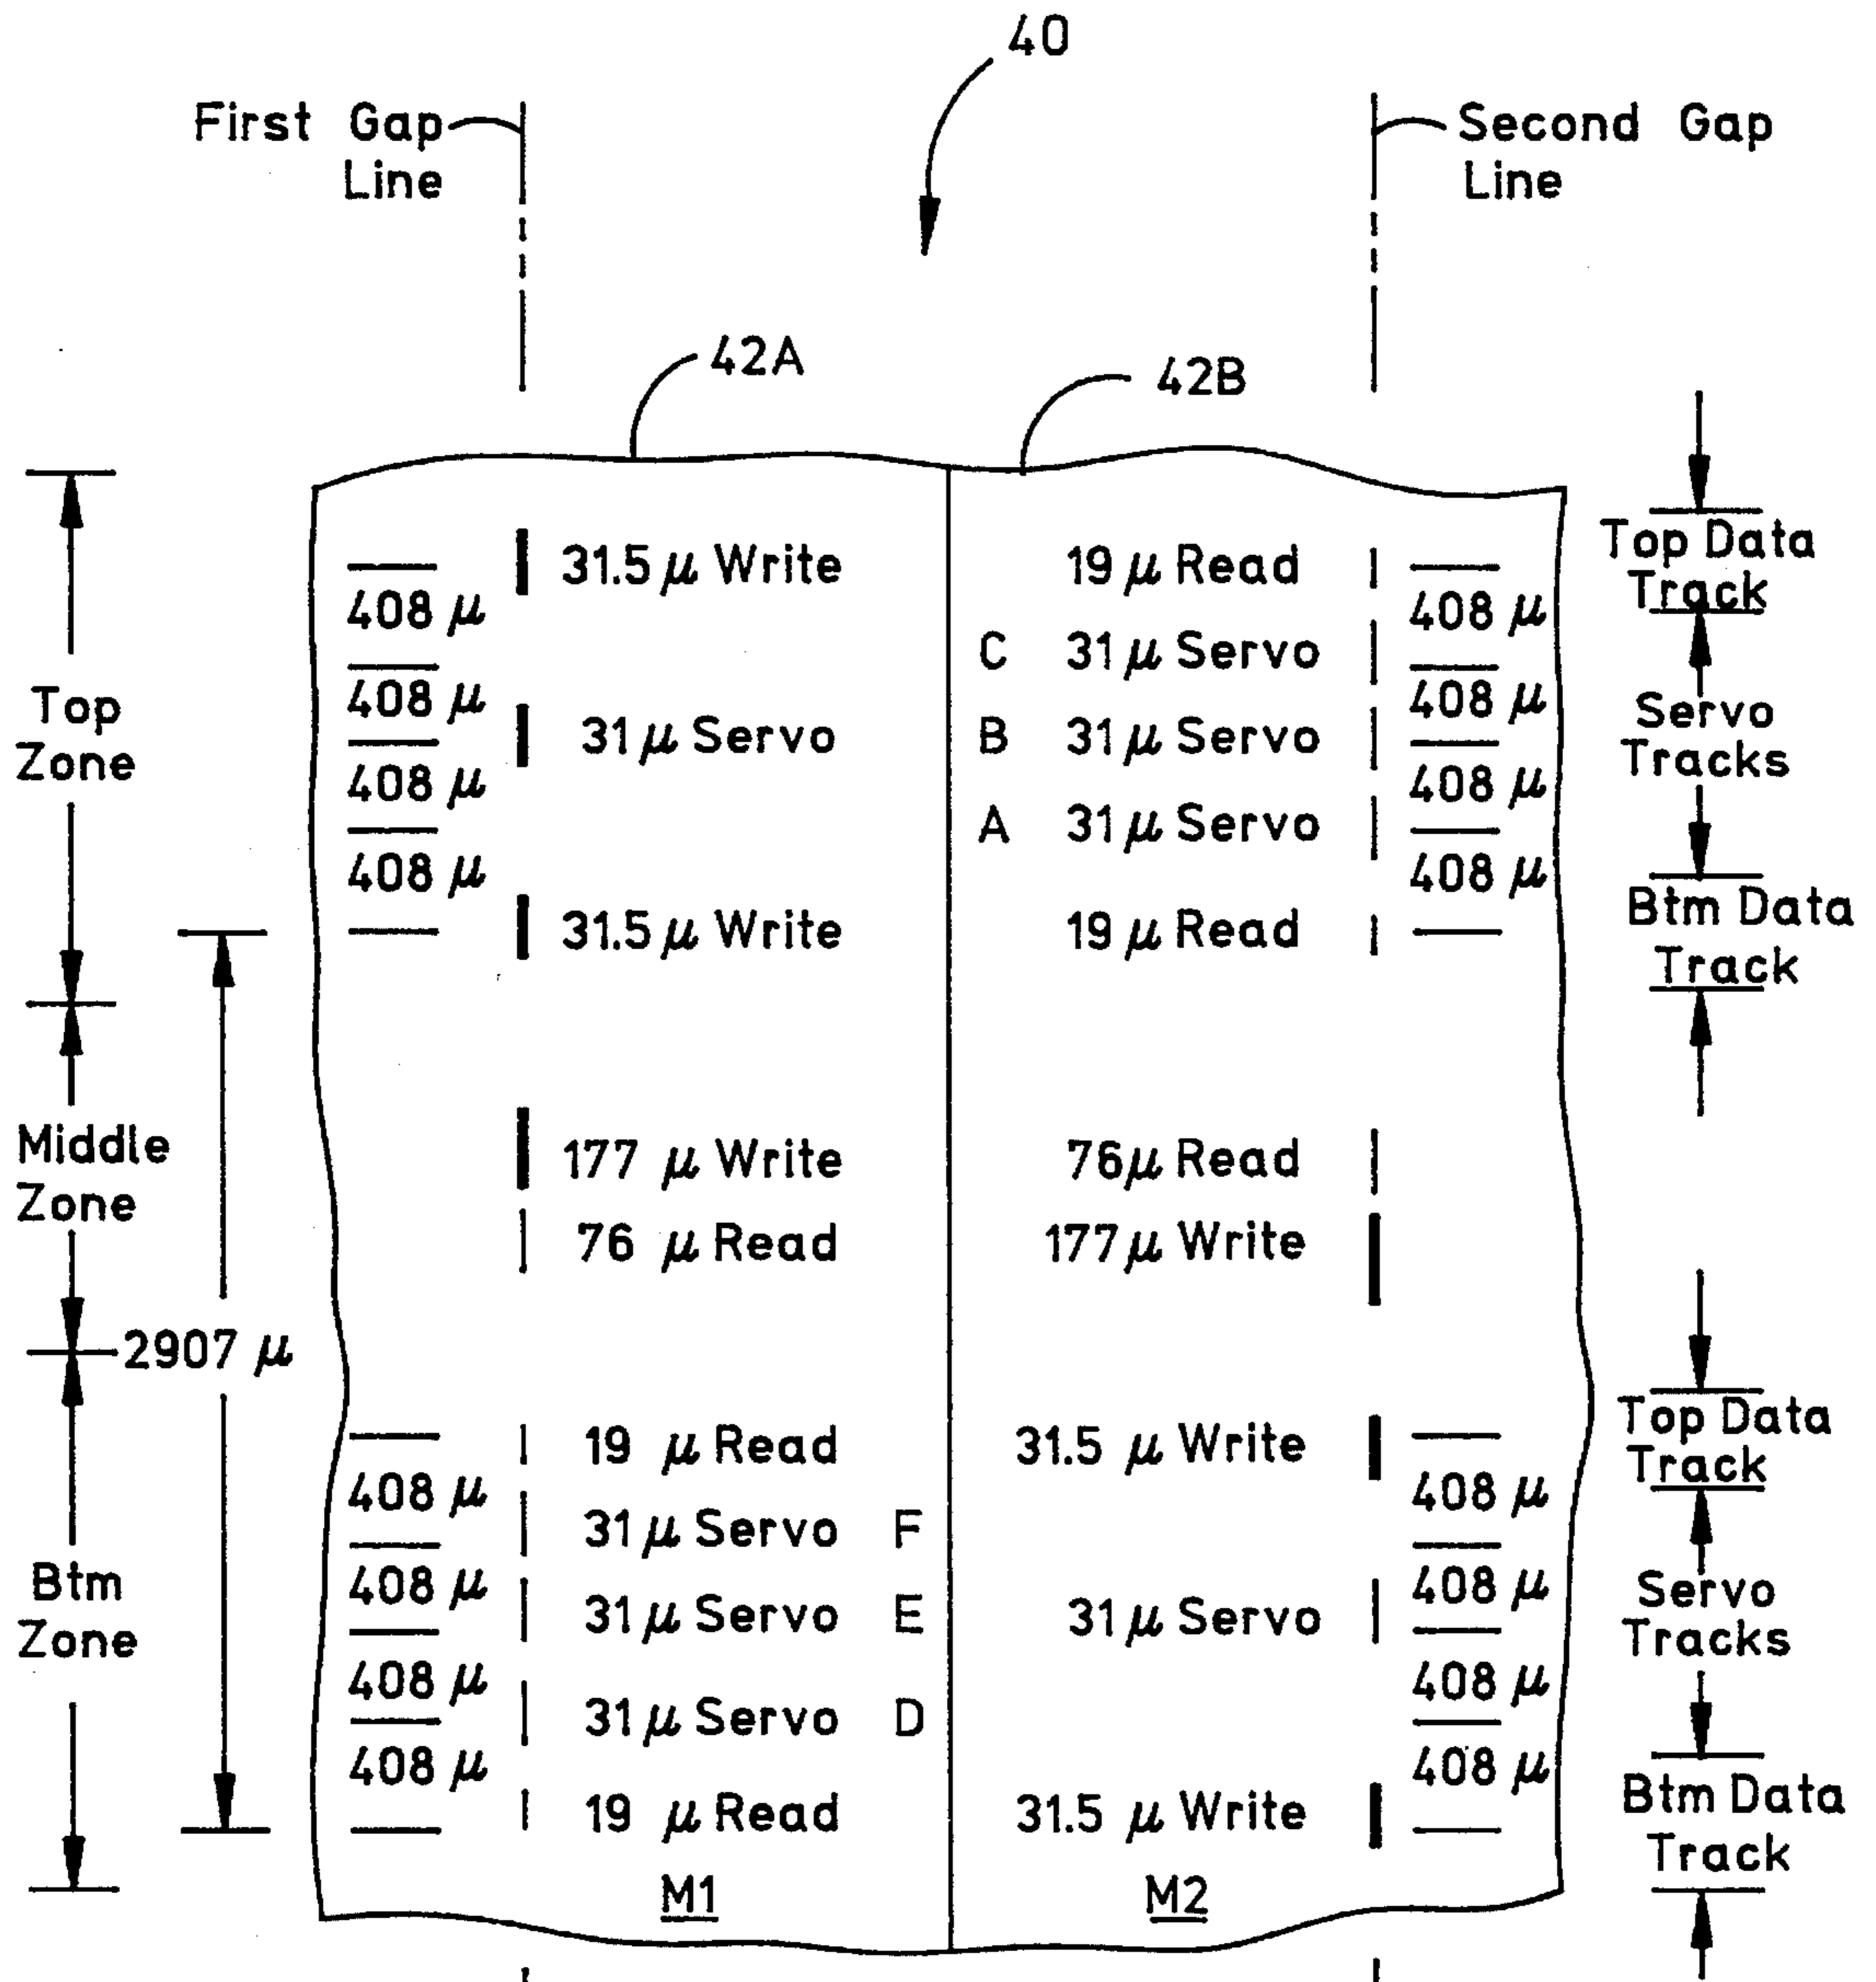 40
First Gap
Line
Second Gap
Line
42A
42B
31.5 μ Write
19 μ Read
Top Data
Track
408 μ
408 μ
C 31 μ Servo
408 μ
408 μ
Top
Zone
31 μ Servo
B 31 μ Servo
Servo
Tracks
408 μ
408 μ
A 31 μ Servo
408 μ
408 μ
31.5 μ Write
19 μ Read
Btm Data
Track
Middle
Zone
177 μ Write
76 μ Read
76 μ Read
177 μ Write
2907 μ
19 μ Read
31.5 μ Write
Top Data
Track
408 μ
408 μ
31 μ Servo F
408 μ
408 μ
Btm
Zone
31 μ Servo E
31 μ Servo
Servo
Tracks
408 μ
408 μ
31 μ Servo D
408 μ
408 μ
19 μ Read
31.5 μ Write
Btm Data
Track
M1
M2